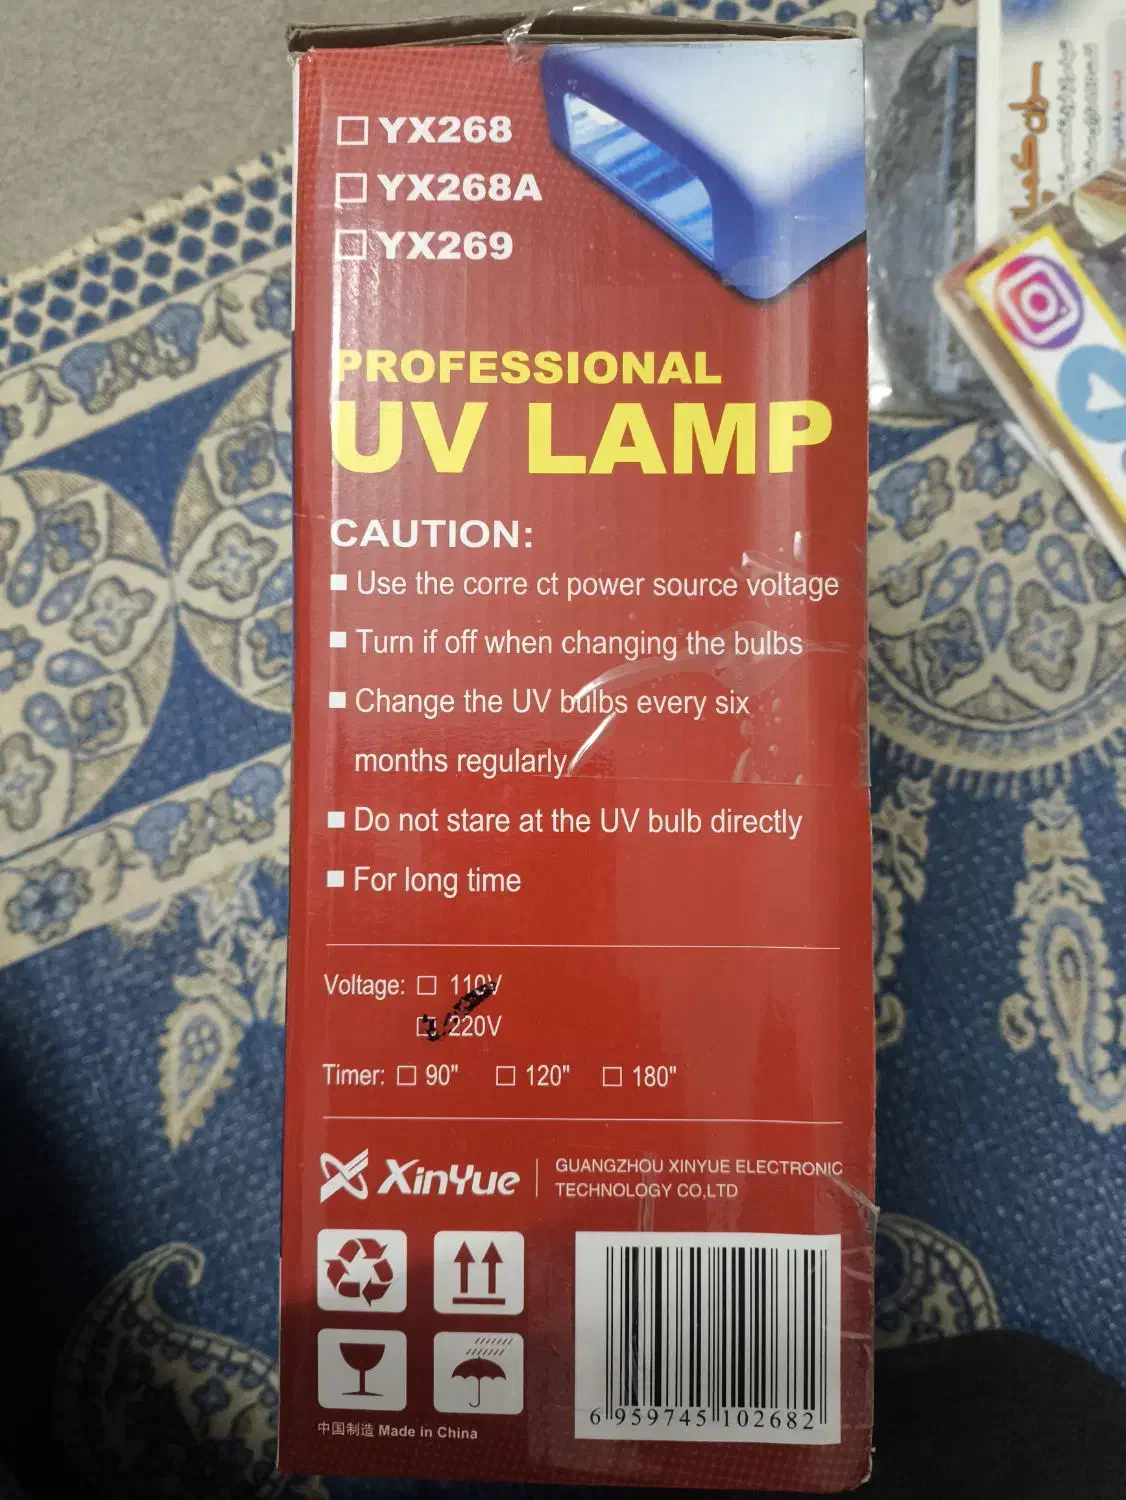 YX268
YX268A
YX269
PROFESSIONAL
UV LAMP
CAUTION:
Use the corre ct power source voltage
Turn if off when changing the bulbs
Change the UV bulbs every six
months regularly
Do not stare at the UV bulb directly
For long time
Voltage: 110V
220V
Timer: 90" 120" 180"
XinYue
GUANGZHOU XINYUE ELECTRONIC
TECHNOLOGY CO,LTD
6 959745 102682
中国制造 Made in China